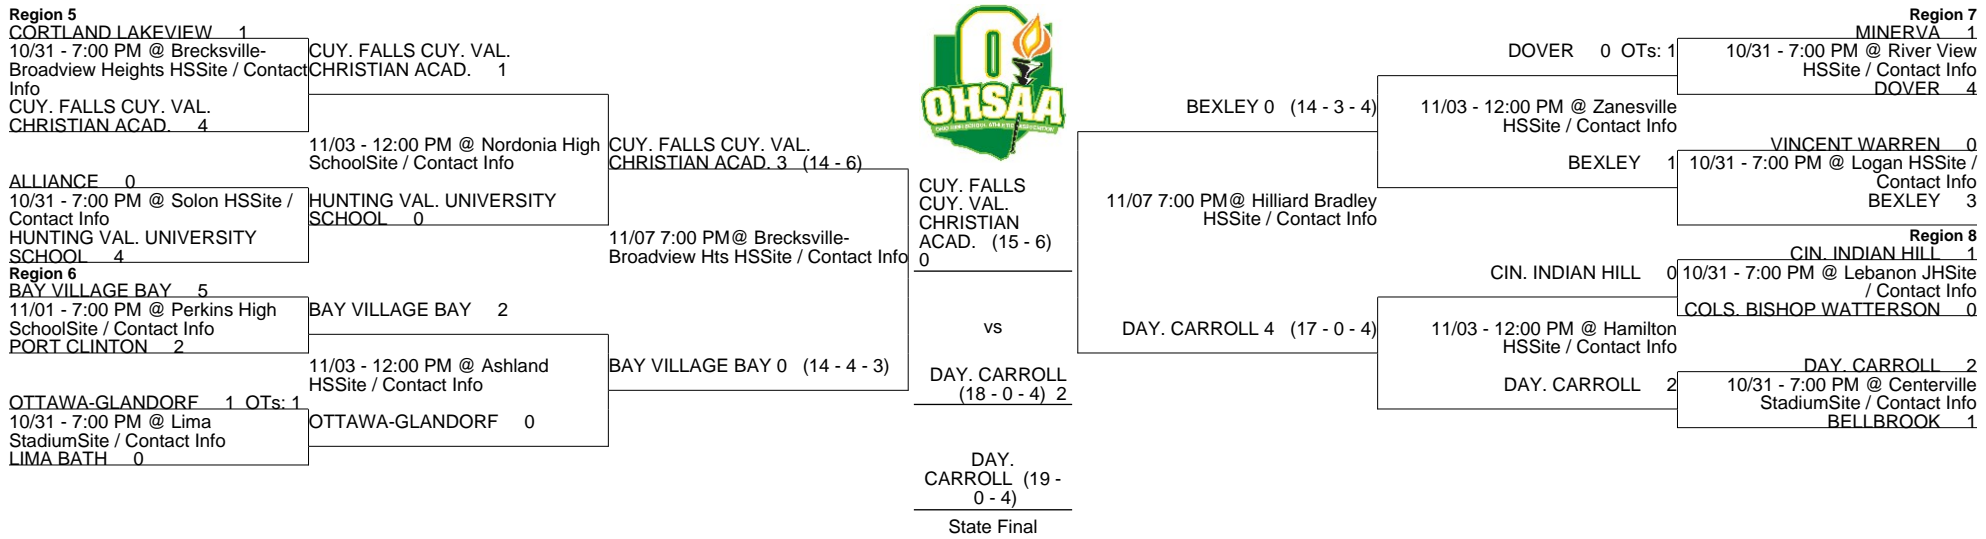 Region 5
CORTLAND LAKEVIEW 1
10/31 - 7:00 PM @ Brecksville-
Broadview Heights HSSite / Contact
Info
CUY. FALLS CUY. VAL.
CHRISTIAN ACAD. 4
ALLIANCE 0
10/31 - 7:00 PM @ Solon HSSite /
Contact Info
HUNTING VAL. UNIVERSITY
SCHOOL 4
Region 6
BAY VILLAGE BAY 5
11/01 - 7:00 PM @ Perkins High
SchoolSite / Contact Info
PORT CLINTON 2
OTTAWA-GLANDORF 1 OTs: 1
10/31 - 7:00 PM @ Lima
StadiumSite / Contact Info
LIMA BATH 0
CUY. FALLS CUY. VAL.
CHRISTIAN ACAD. 1
11/03 - 12:00 PM @ Nordonia High
SchoolSite / Contact Info
HUNTING VAL. UNIVERSITY
SCHOOL 0
BAY VILLAGE BAY 2
11/03 - 12:00 PM @ Ashland
HSSite / Contact Info
OTTAWA-GLANDORF 0
CUY. FALLS CUY. VAL.
CHRISTIAN ACAD. 3 (14 - 6)
11/07 7:00 PM@ Brecksville-
Broadview Hts HSSite / Contact Info
BAY VILLAGE BAY 0 (14 - 4 - 3)
O
OHSAA
CUY. FALLS
CUY. VAL.
CHRISTIAN
ACAD. (15 - 6)
0
vs
DAY. CARROLL
(18 - 0 - 4) 2
DAY.
CARROLL (19 -
0 - 4)
State Final
BEXLEY 0 (14 - 3 - 4)
11/07 7:00 PM@ Hilliard Bradley
HSSite / Contact Info
DAY. CARROLL 4 (17 - 0 - 4)
DOVER 0 OTs: 1
11/03 - 12:00 PM @ Zanesville
HSSite / Contact Info
BEXLEY 1
CIN. INDIAN HILL 0
11/03 - 12:00 PM @ Hamilton
HSSite / Contact Info
DAY. CARROLL 2
Region 7
MINERVA 1
10/31 - 7:00 PM @ River View
HSSite / Contact Info
DOVER 4
VINCENT WARREN 0
10/31 - 7:00 PM @ Logan HSSite /
Contact Info
BEXLEY 3
Region 8
CIN. INDIAN HILL 1
10/31 - 7:00 PM @ Lebanon JHSite
/ Contact Info
COLS. BISHOP WATTERSON 0
DAY. CARROLL 2
10/31 - 7:00 PM @ Centerville
StadiumSite / Contact Info
BELLBROOK 1